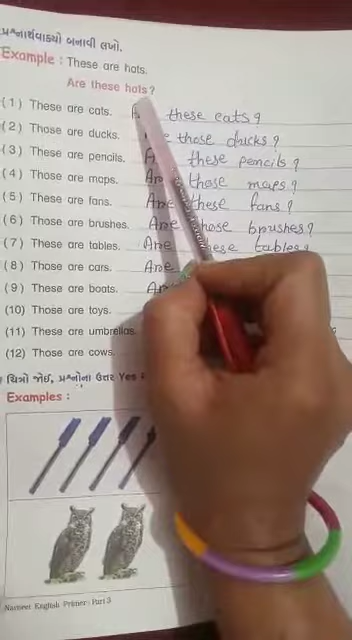 પ્રશ્નાર્થવાક્યો બનાવી લખો.
Example : These are hats.
Are these hats?
(1) These are cats. these cats?
(2) Those are ducks. those ducks?
(3) These are pencils. these pencils?
(4) Those are maps. Are those maps?
(5) These are fans. Are these fans?
(6) Those are brushes. Are those brushes?
(7) These are tables. Are these tables?
(8) Those are cars. Are
(9) These are boats.
(10) Those are toys.
(11) These are umbrellas.
(12) Those are cows.
ચિત્રો જોઈ, પ્રશ્નોના ઉત્તર Yes
Examples :
Navneet English Primer : Part 3